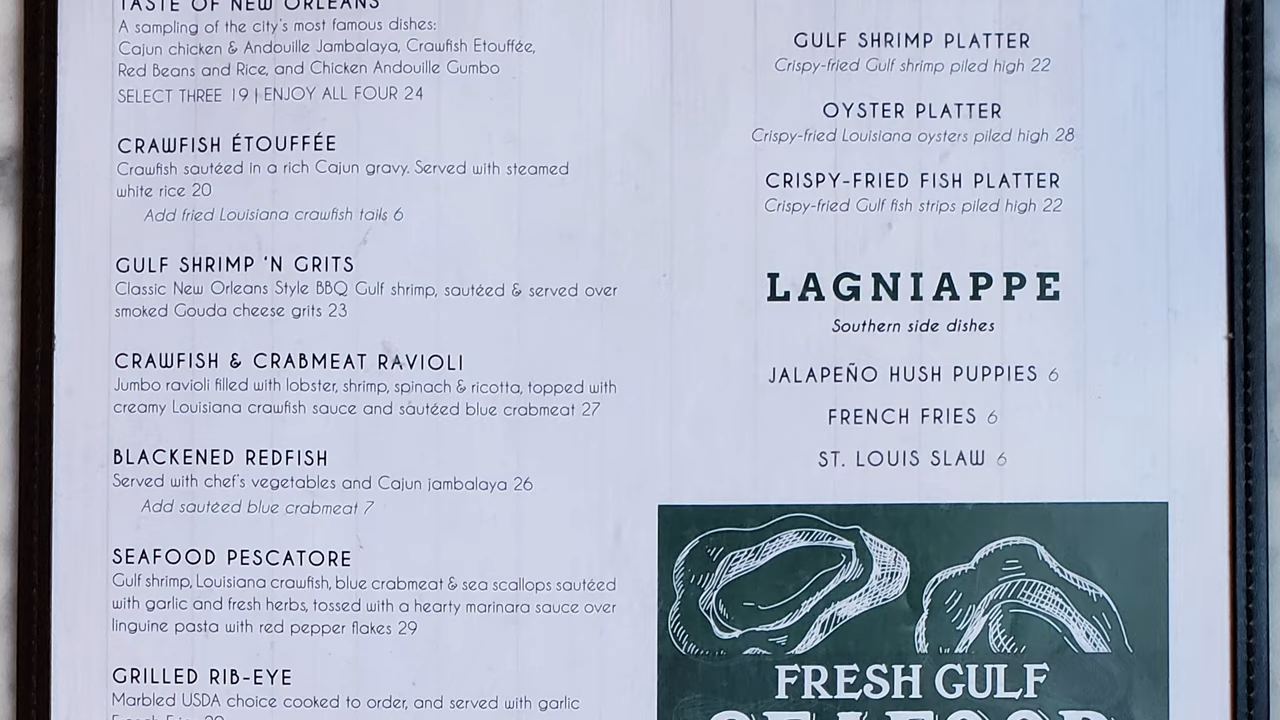 TASTE OF NEW ORLEANS
A sampling of the city's most famous dishes:
Cajun chicken & Andouille Jambalaya, Crawfish Etouffée,
Red Beans and Rice, and Chicken Andouille Gumbo
SELECT THREE 19 | ENJOY ALL FOUR 24
CRAWFISH ÉTOUFFÉE
Crawfish sautéed in a rich Cajun gravy. Served with steamed
white rice 20
Add fried Louisiana crawfish tails 6
GULF SHRIMP 'N GRITS
Classic New Orleans Style BBQ Gulf shrimp, sautéed & served over
smoked Gouda cheese grits 23
CRAWFISH & CRABMEAT RAVIOLI
Jumbo ravioli filled with lobster, shrimp, spinach & ricotta, topped with
creamy Louisiana crawfish sauce and sautéed blue crabmeat 27
BLACKENED REDFISH
Served with chef's vegetables and Cajun jambalaya 26
Add sautéed blue crabmeat 7
SEAFOOD PESCATORE
Gulf shrimp, Louisiana crawfish, blue crabmeat & sea scallops sautéed
with garlic and fresh herbs, tossed with a hearty marinara sauce over
linguine pasta with red pepper flakes 29
GRILLED RIB-EYE
Marbled USDA choice cooked to order, and served with garlic
GULF SHRIMP PLATTER
Crispy-fried Gulf shrimp piled high 22
OYSTER PLATTER
Crispy-fried Louisiana oysters piled high 28
CRISPY-FRIED FISH PLATTER
Crispy-fried Gulf fish strips piled high 22
LAGNIAPPE
Southern side dishes
JALAPEÑO HUSH PUPPIES 6
FRENCH FRIES 6
ST. LOUIS SLAW 6
FRESH GULF
SEAFOOD